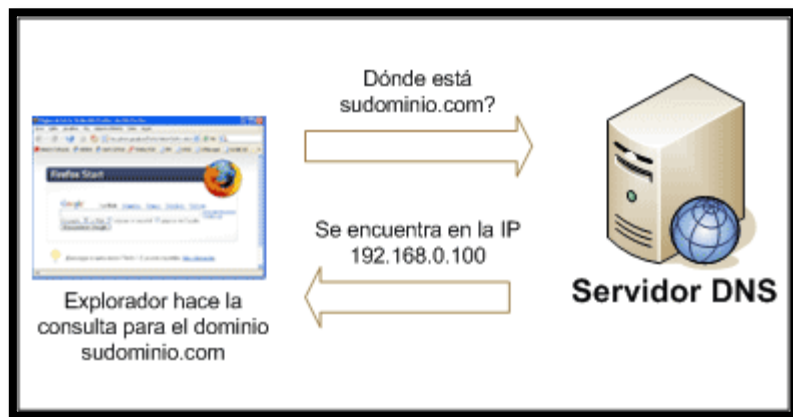 Dónde está
sudominio.com?
Firefox Start
Google
Se encuentra en la IP
192.168.0.100
Servidor DNS
Explorador hace la
consulta para el dominio
sudominio.com